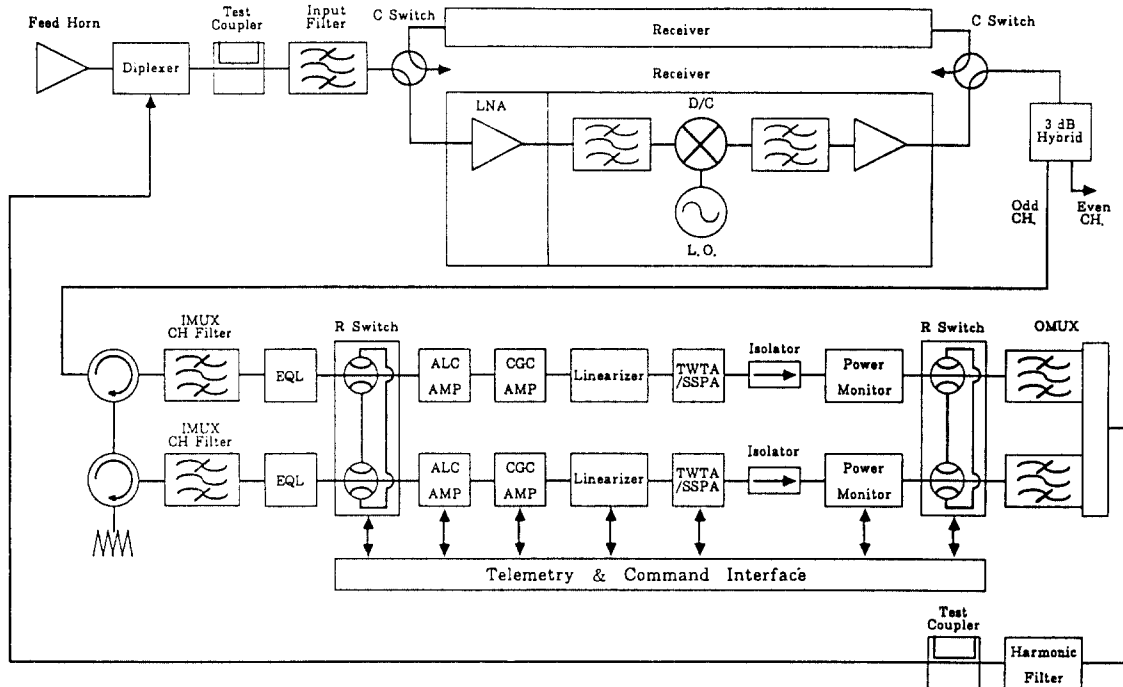 Feed Horn
Diplexer
Test
Coupler
Input
Filter
C Switch
Receiver
Receiver
LNA
D/C
L. O.
C Switch
3 dB
Hybrid
Odd
CH.
Even
CH.
IMUX
CH Filter
EQL
R Switch
ALC
AMP
CGC
AMP
Linearizer
TWTA
/SSPA
Isolator
Power
Monitor
R Switch
OMUX
IMUX
CH Filter
EQL
ALC
AMP
CGC
AMP
Linearizer
TWTA
/SSPA
Isolator
Power
Monitor
Telemetry & Command Interface
Test
Coupler
Harmonic
Filter